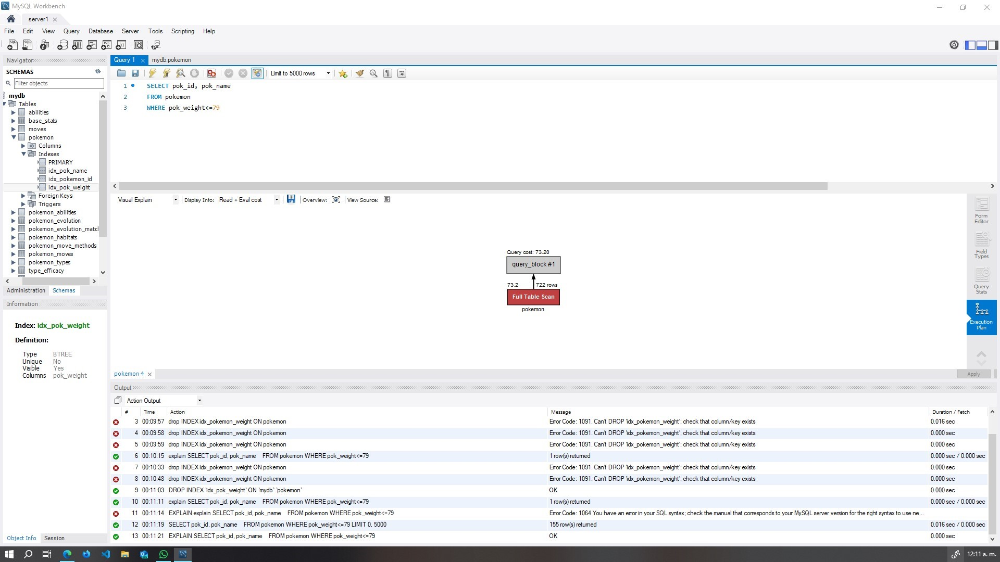 MySQL Workbench
server1
File Edit View Query Database Server Tools Scripting Help
Navigator
SCHEMAS
Filter objects
mydb
Tables
abilities
base_stats
moves
pokemon
Columns
Indexes
PRIMARY
idx_pok_name
idx_pokemon_id
idx_pok_weight
Foreign Keys
Triggers
pokemon_abilities
pokemon_evolution
pokemon_evolution_matcl
pokemon_habitats
pokemon_move_methods
pokemon_moves
pokemon_types
type_efficacy
Administration Schemas
Information
Index: idx_pok_weight
Definition:
Type BTREE
Unique No
Visible Yes
Columns pok_weight
Object Info Session
Query 1 mydb.pokemon
Limit to 5000 rows
1 SELECT pok_id, pok_name
2 FROM pokemon
3 WHERE pok_weight<=79
Visual Explain Display Info: Read + Eval cost Overview: View Source:
Query cost: 73.20
query_block #1
73.2 722 rows
Full Table Scan
pokemon
Form
Editor
Field
Types
Query
Stats
Execution
Plan
pokemon 4
Apply
Output
Action Output
# Time Action Message Duration / Fetch
3 00:09:57 drop INDEX idx_pokemon_weight ON pokemon Error Code: 1091. Can't DROP 'idx_pokemon_weight'; check that column/key exists 0.016 sec
4 00:09:58 drop INDEX idx_pokemon_weight ON pokemon Error Code: 1091. Can't DROP 'idx_pokemon_weight'; check that column/key exists 0.000 sec
5 00:09:59 drop INDEX idx_pokemon_weight ON pokemon Error Code: 1091. Can't DROP 'idx_pokemon_weight'; check that column/key exists 0.000 sec
6 00:10:15 explain SELECT pok_id, pok_name FROM pokemon WHERE pok_weight<=79 1 row(s) returned 0.000 sec / 0.000 sec
7 00:10:33 drop INDEX idx_pokemon_weight ON pokemon Error Code: 1091. Can't DROP 'idx_pokemon_weight'; check that column/key exists 0.000 sec
8 00:10:48 drop INDEX idx_pokemon_weight ON pokemon Error Code: 1091. Can't DROP 'idx_pokemon_weight'; check that column/key exists 0.000 sec
9 00:11:03 DROP INDEX `idx_pok_weight` ON `mydb`.`pokemon` OK 0.000 sec
10 00:11:11 explain SELECT pok_id, pok_name FROM pokemon WHERE pok_weight<=79 1 row(s) returned 0.000 sec / 0.000 sec
11 00:11:14 EXPLAIN explain SELECT pok_id, pok_name FROM pokemon WHERE pok_weight<=79 Error Code: 1064 You have an error in your SQL syntax; check the manual that corresponds to your MySQL server version for the right syntax to use ne...
12 00:11:19 SELECT pok_id, pok_name FROM pokemon WHERE pok_weight<=79 LIMIT 0, 5000 155 row(s) returned 0.016 sec / 0.000 sec
13 00:11:21 EXPLAIN SELECT pok_id, pok_name FROM pokemon WHERE pok_weight<=79 OK 0.000 sec
12:11 a. m.